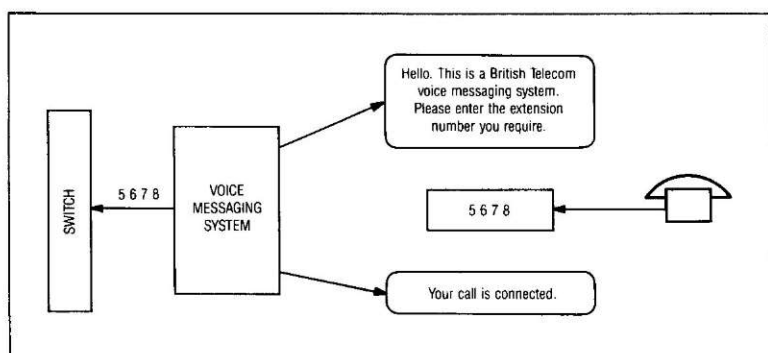 Hello. This is a British Telecom
voice messaging system.
Please enter the extension
number you require.
SWITCH
5 6 7 8
VOICE
MESSAGING
SYSTEM
5 6 7 8
Your call is connected.